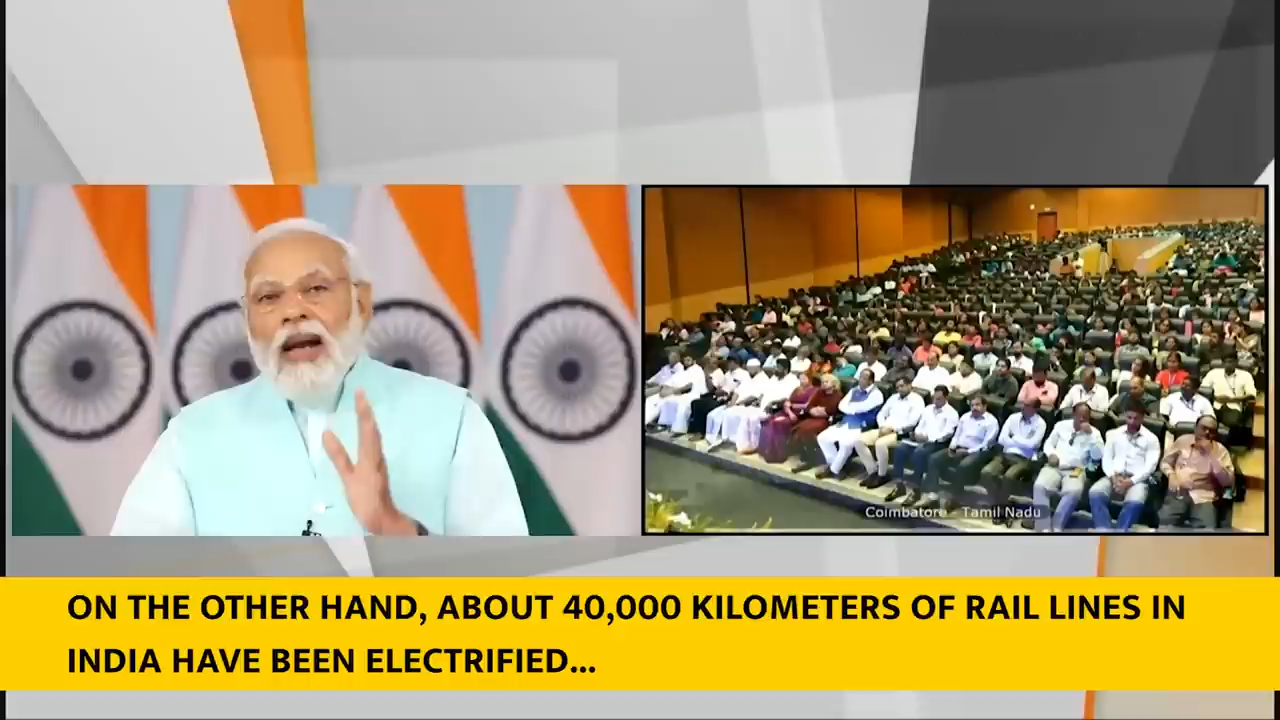 Coimbatore - Tamil Nadu
ON THE OTHER HAND, ABOUT 40,000 KILOMETERS OF RAIL LINES IN
INDIA HAVE BEEN ELECTRIFIED...